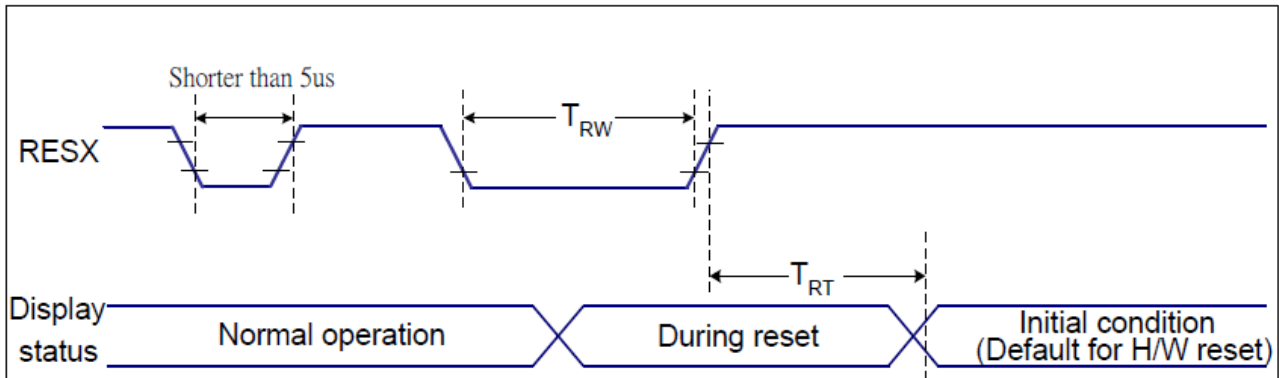 Shorter than 5us
RESX
TRW
TRT
Display
status
Normal operation
During reset
Initial condition
(Default for H/W reset)